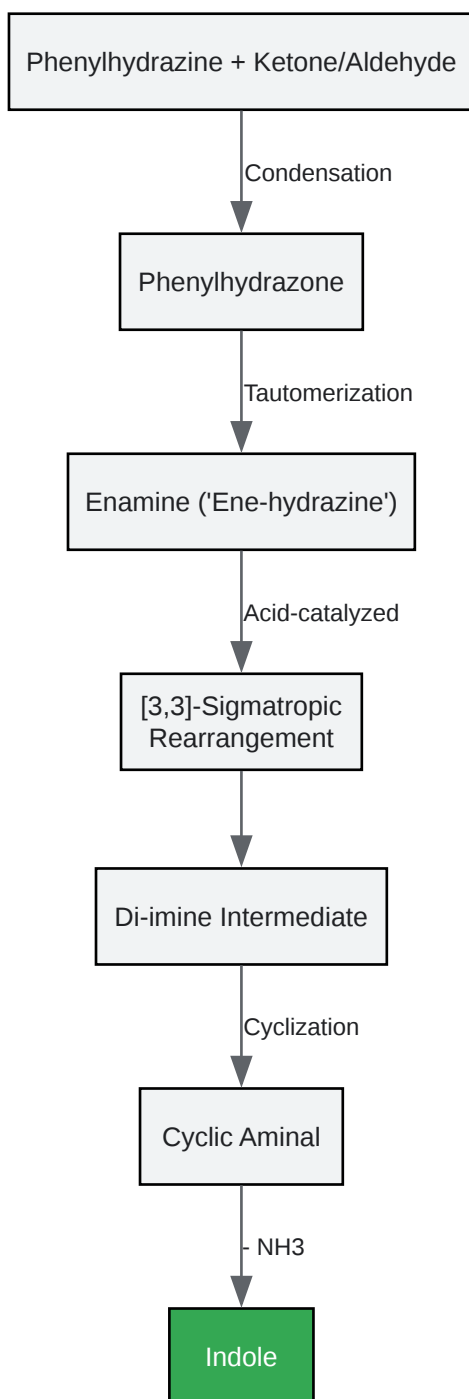 Phenylhydrazine + Ketone/Aldehyde
Condensation
Phenylhydrazone
Tautomerization
Enamine ('Ene-hydrazine')
Acid-catalyzed
[3,3]-Sigmatropic
Rearrangement
Di-imine Intermediate
Cyclization
Cyclic Aminal
- NH3
Indole